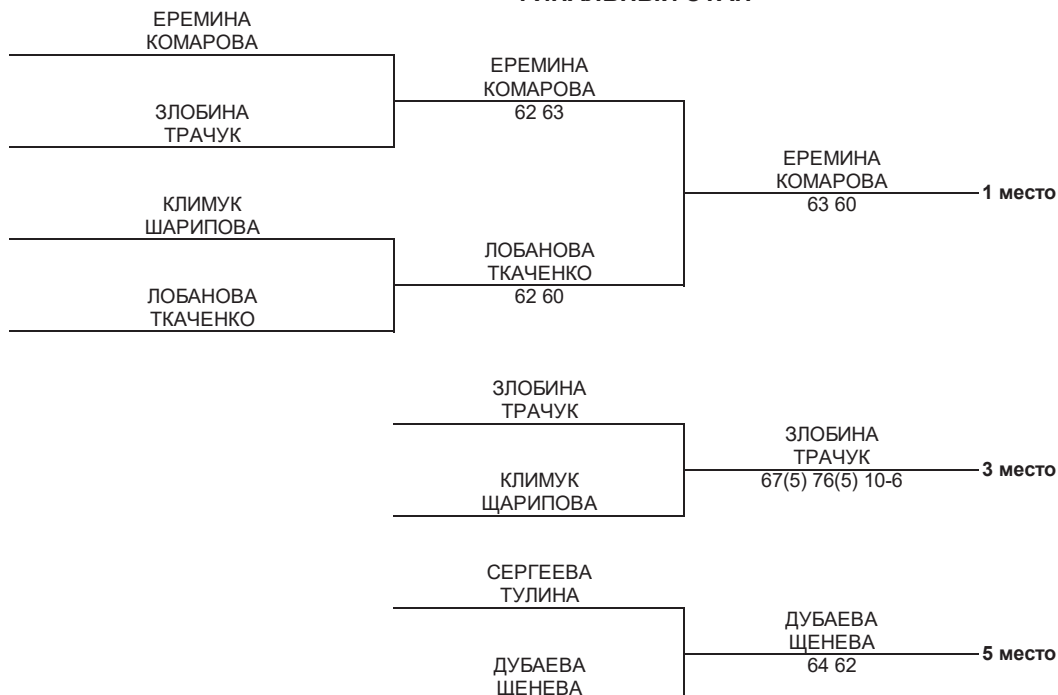 ЕРЕМИНА
КОМАРОВА
ЗЛОБИНА
ТРАЧУК
КЛИМУК
ШАРИПОВА
ЛОБАНОВА
ТКАЧЕНКО
ЕРЕМИНА
КОМАРОВА
62 63
ЛОБАНОВА
ТКАЧЕНКО
62 60
ЕРЕМИНА
КОМАРОВА
63 60
1 место
ЗЛОБИНА
ТРАЧУК
КЛИМУК
ЩАРИПОВА
ЗЛОБИНА
ТРАЧУК
67(5) 76(5) 10-6
3 место
СЕРГЕЕВА
ТУЛИНА
ДУБАЕВА
ЩЕНЕВА
ДУБАЕВА
ЩЕНЕВА
64 62
5 место